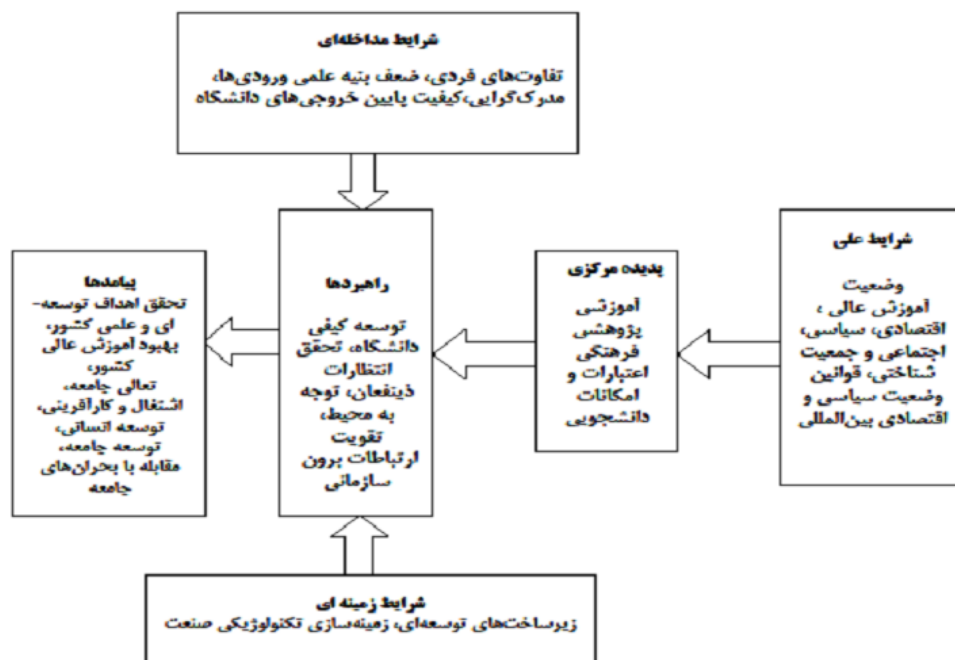 شرایط مداخله‌ای
تفاوت‌های فردی، ضعف بنیه علمی ورودی‌ها،
مدرک‌گرایی،کیفیت پایین خروجی‌های دانشگاه
شرایط علی
وضعیت
آموزش عالی ،
اقتصادی، سیاسی،
اجتماعی و جمعیت
شناختی، قوانین
وضعیت سیاسی و
اقتصادی بین‌المللی
پدیده مرکزی
آموزشی
پژوهشی
فرهنگی
اعتبارات و
امکانات
دانشجویی
راهبردها
توسعه کیفی
دانشگاه، تحقق
انتظارات
ذینفعان، توجه
به محیط،
تقویت
ارتباطات برون
سازمانی
پیامدها
تحقق اهداف توسعه-
ای و علمی کشور،
بهبود آموزش عالی
کشور،
تعالی جامعه،
اشتغال و کارآفرینی،
توسعه انسانی،
توسعه جامعه،
مقابله با بحران‌های
جامعه
شرایط زمینه ای
زیرساخت‌های توسعه‌ای، زمینه‌سازی تکنولوژیکی صنعت